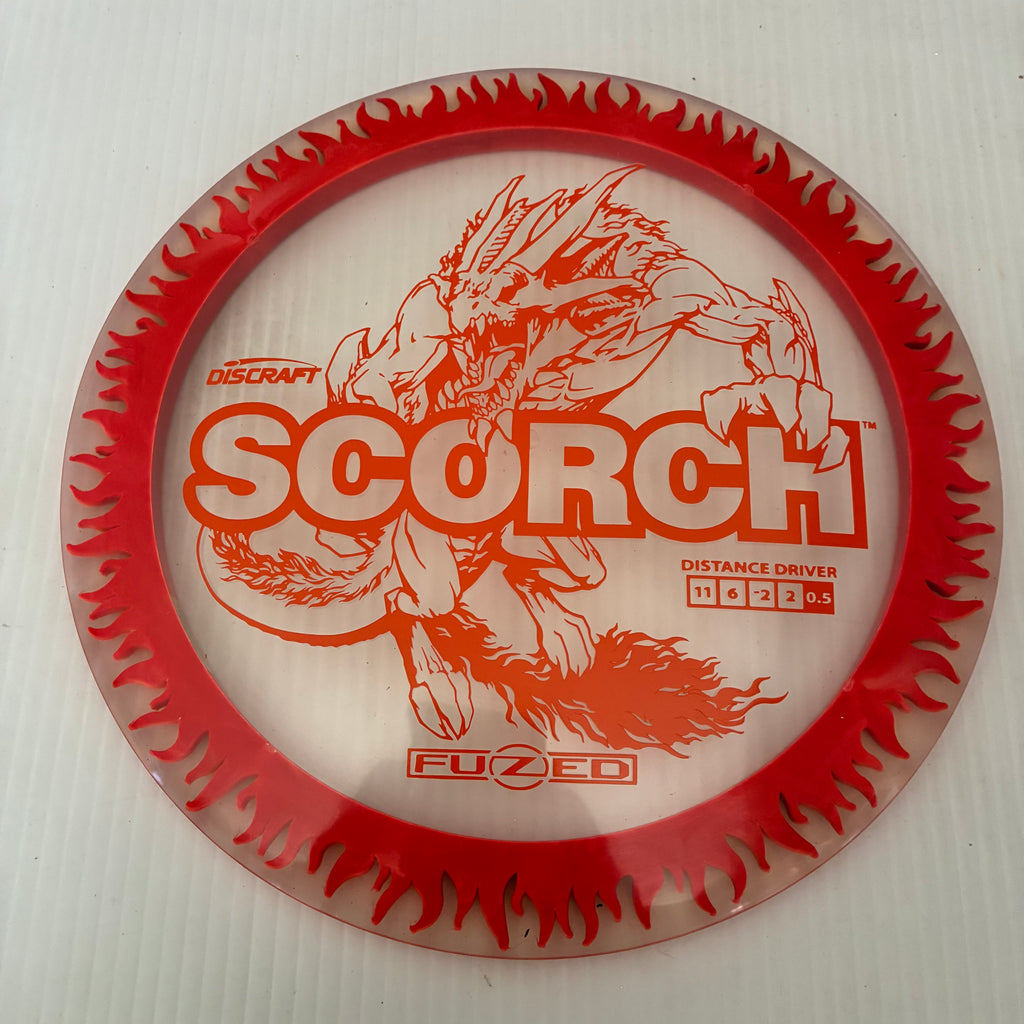 DISCRAFT
SCORCH™
DISTANCE DRIVER
11 6 -2 2 0.5
FUZED